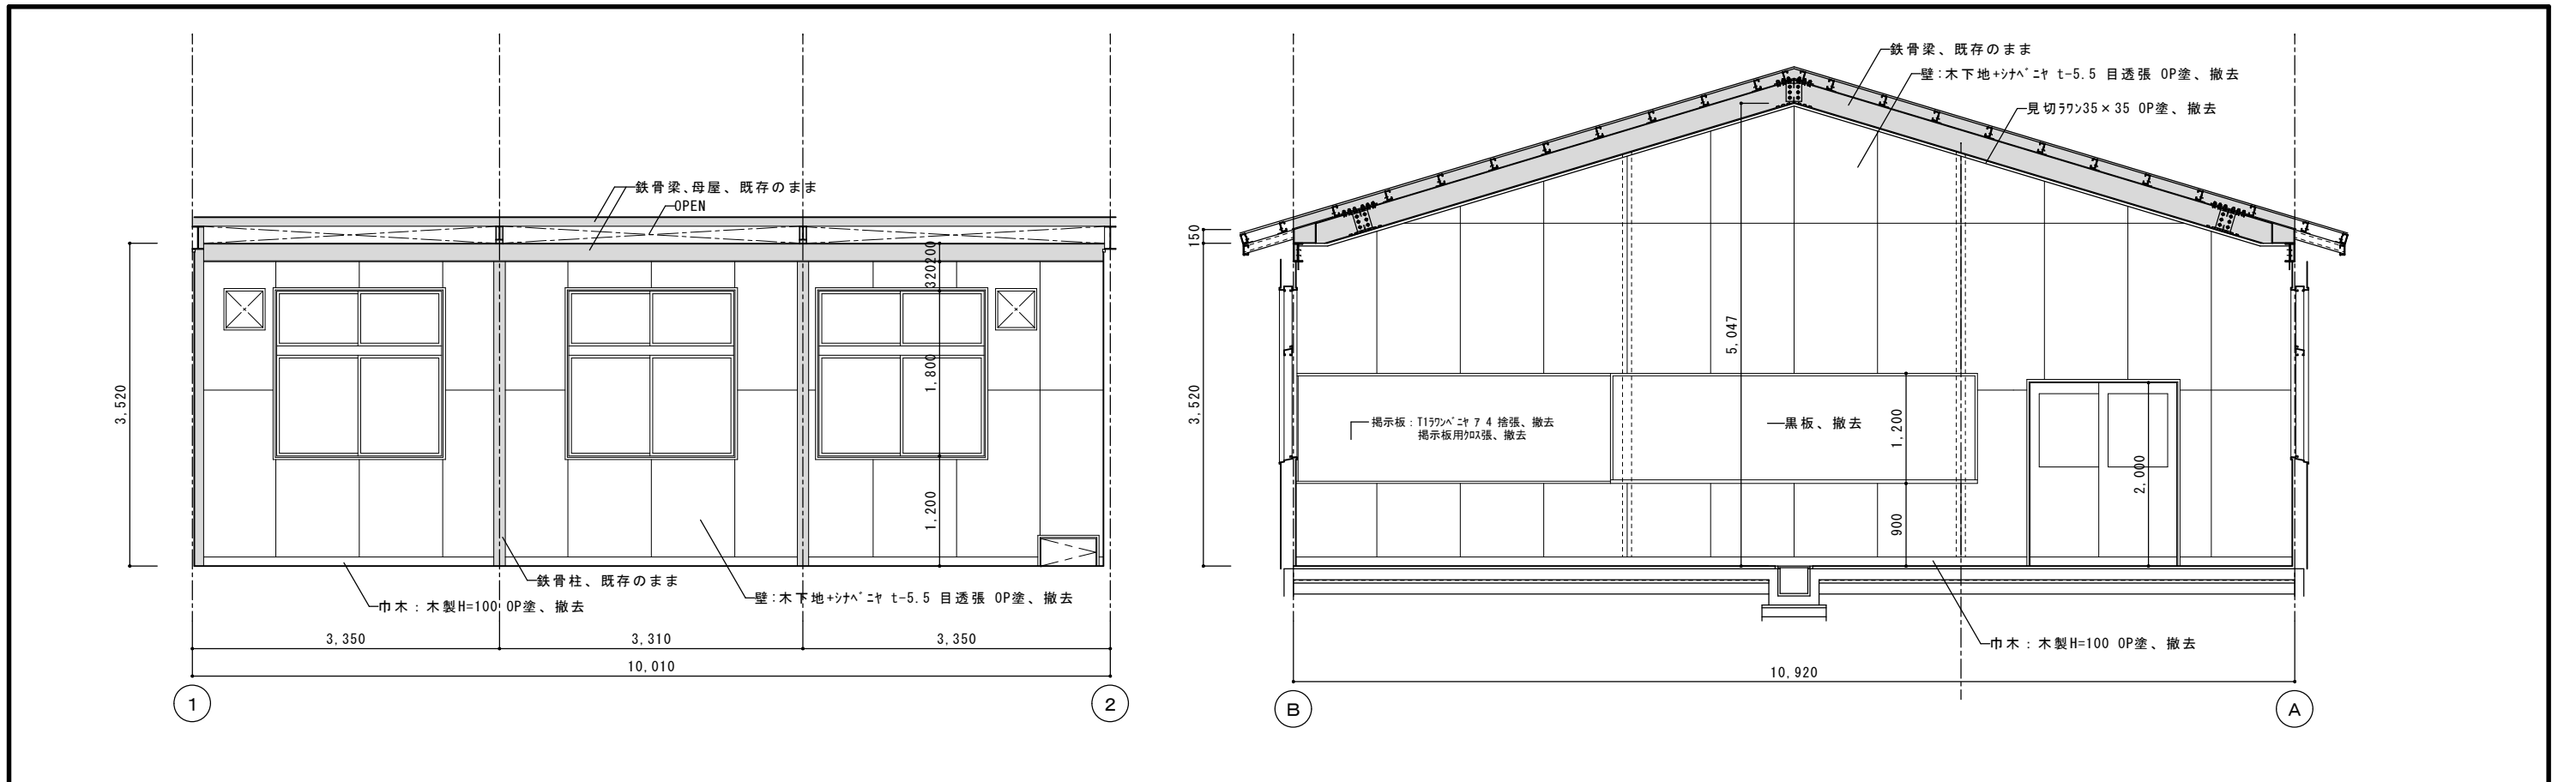 鉄骨梁、母屋、既存のまま
OPEN
3,520
320
200
1,800
1,200
鉄骨柱、既存のまま
巾木：木製H=100 OP塗、撤去
壁：木下地+ｼﾅﾍﾞﾆヤ t-5.5 目透張 OP塗、撤去
3,350
3,310
3,350
10,010
1
2
鉄骨梁、既存のまま
壁：木下地+ｼﾅﾍﾞﾆヤ t-5.5 目透張 OP塗、撤去
見切ﾗﾜﾝ35×35 OP塗、撤去
150
3,520
5,047
掲示板：T1ﾗﾜﾝﾍﾞﾆヤ ア 4 捨張、撤去
掲示板用ｸﾛｽ張、撤去
黒板、撤去
1,200
900
2,000
巾木：木製H=100 OP塗、撤去
10,920
B
A